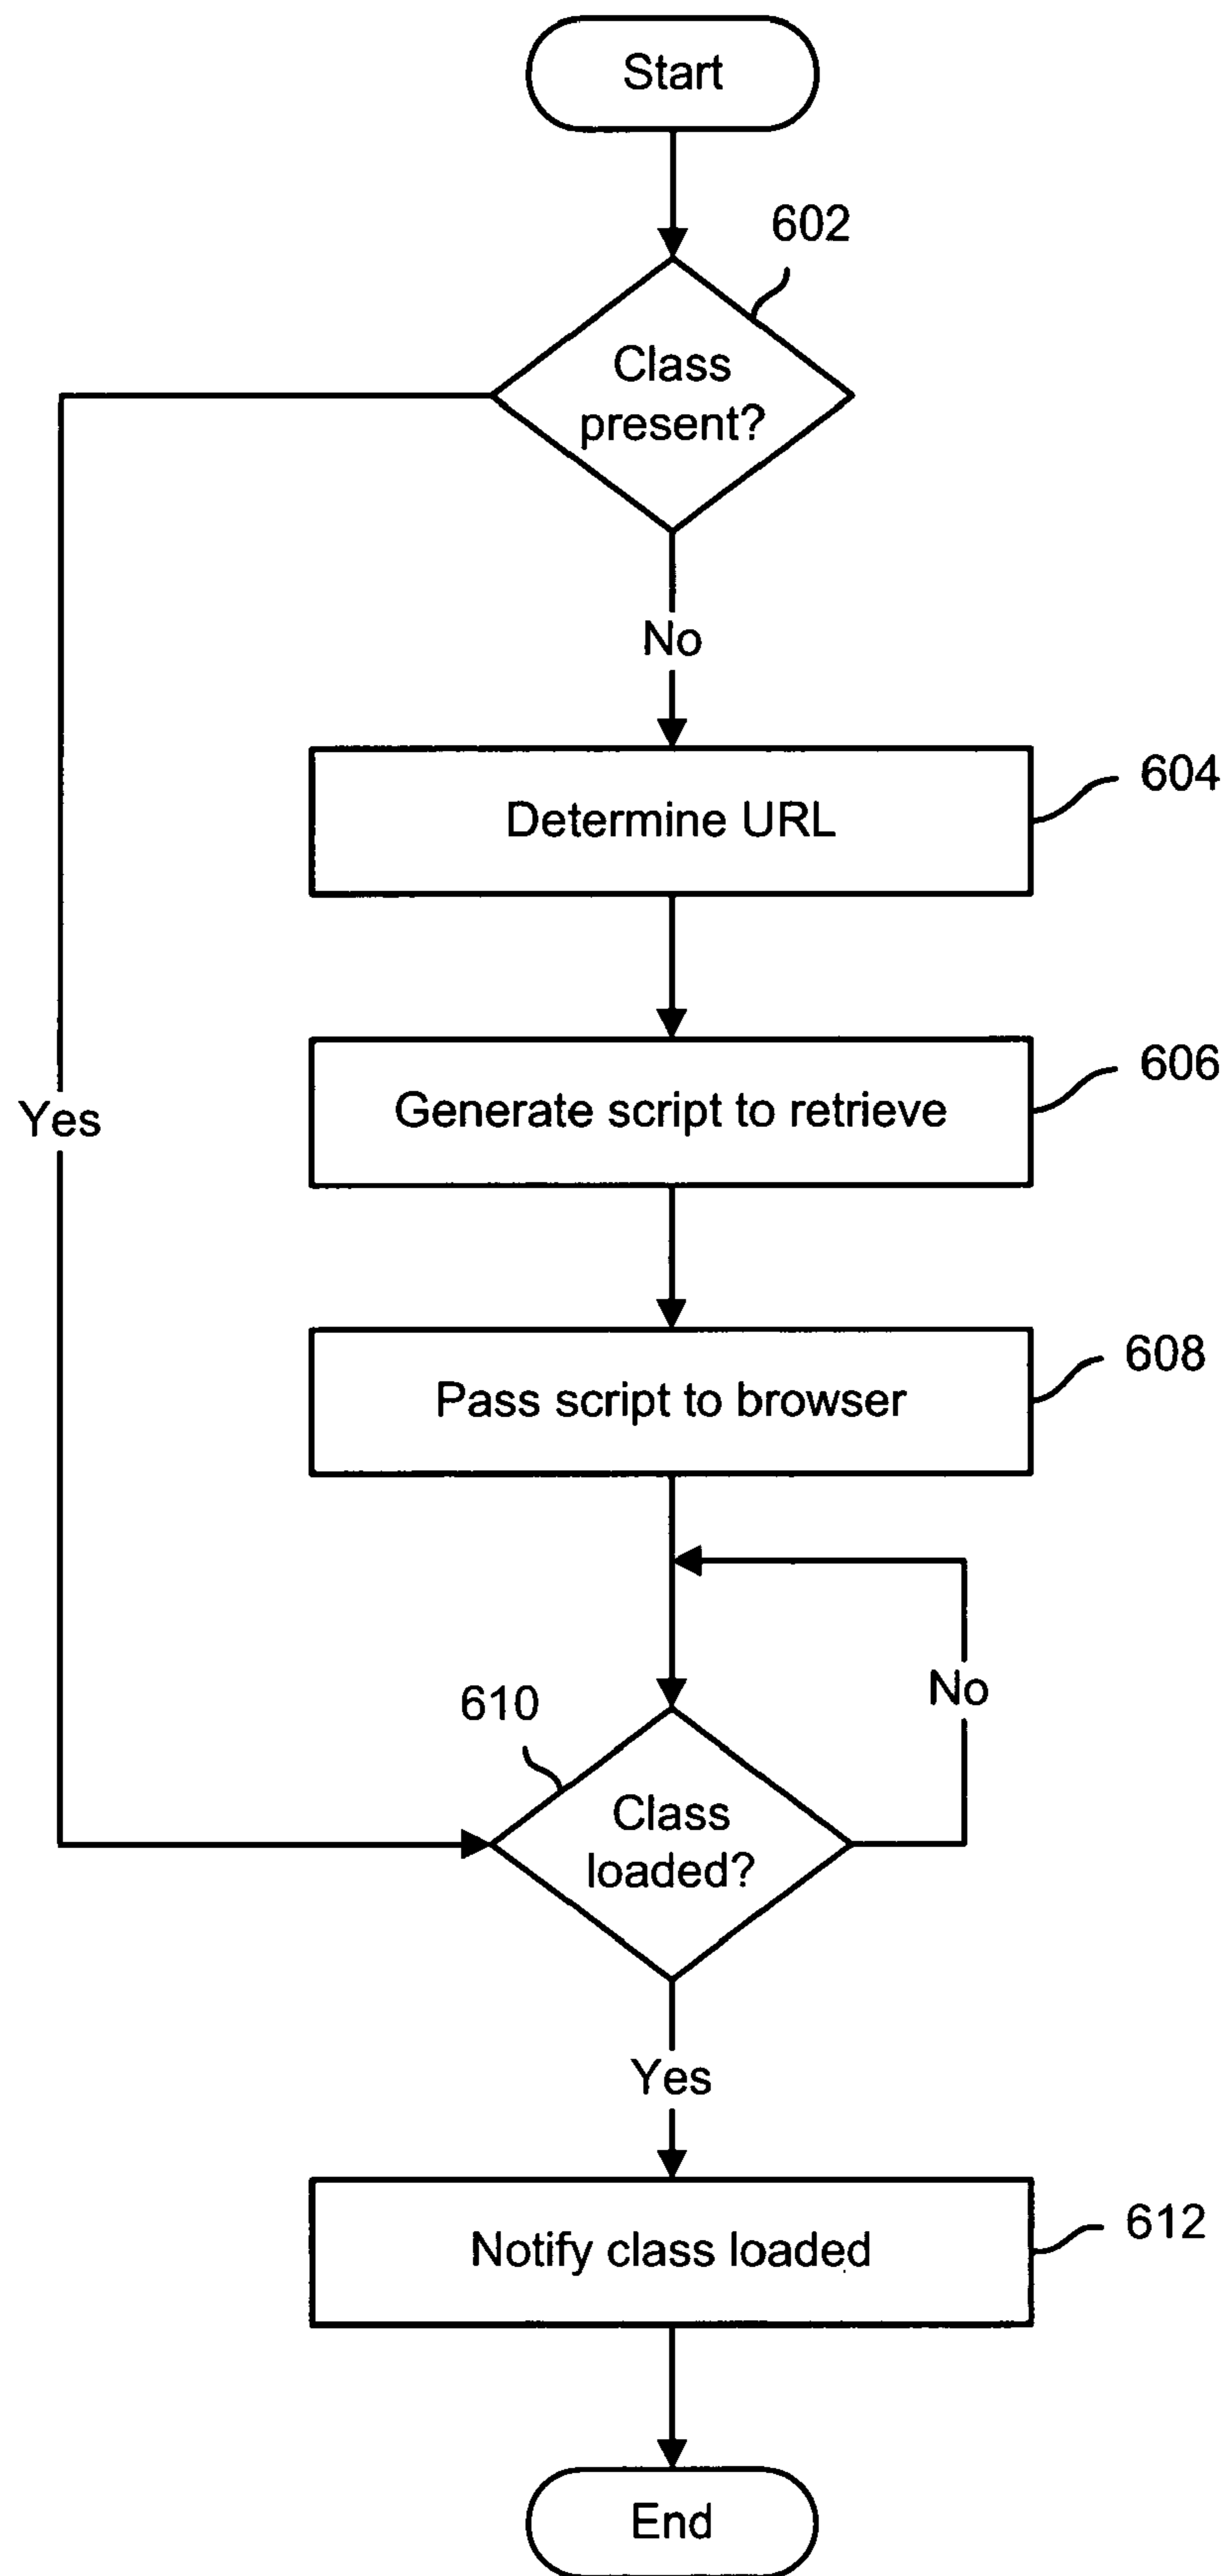 Start
602
Class
present?
No
604
Determine URL
606
Generate script to retrieve
Yes
608
Pass script to browser
No
610
Class
loaded?
Yes
612
Notify class loaded
End